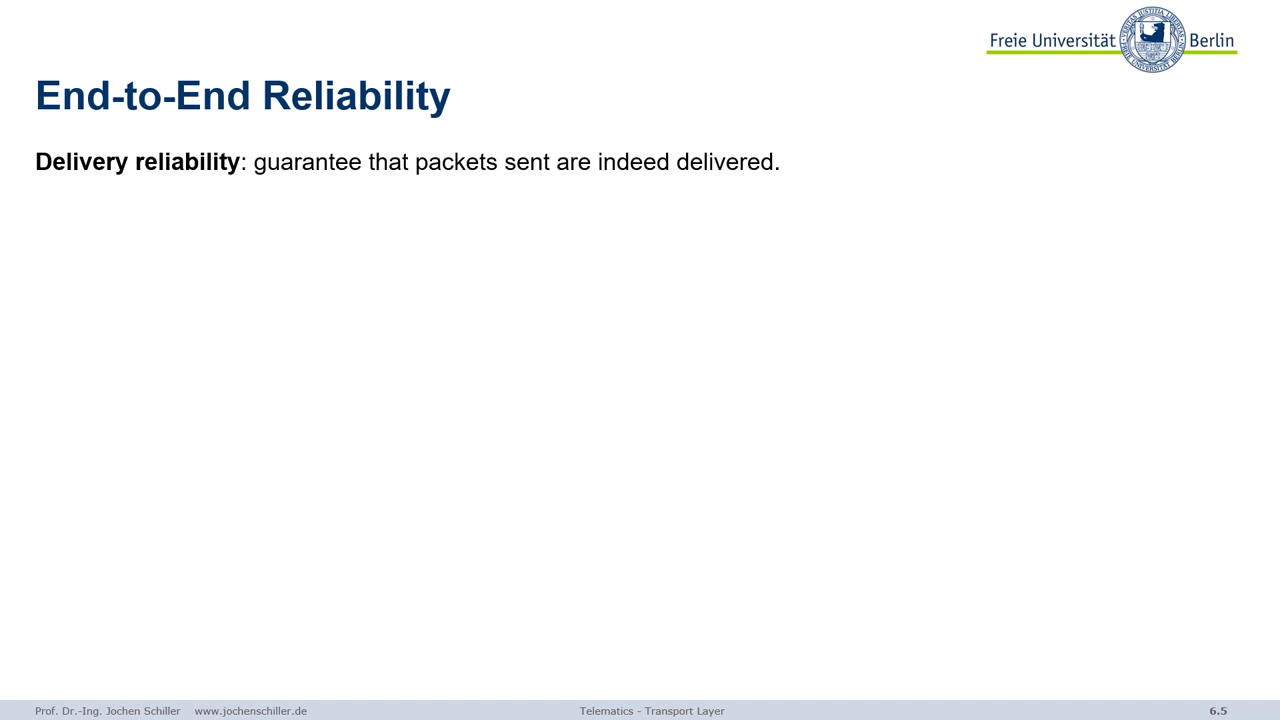 Freie Universität Berlin
End-to-End Reliability
Delivery reliability: guarantee that packets sent are indeed delivered.
Prof. Dr.-Ing. Jochen Schiller www.jochenschiller.de Telematics - Transport Layer 6.5